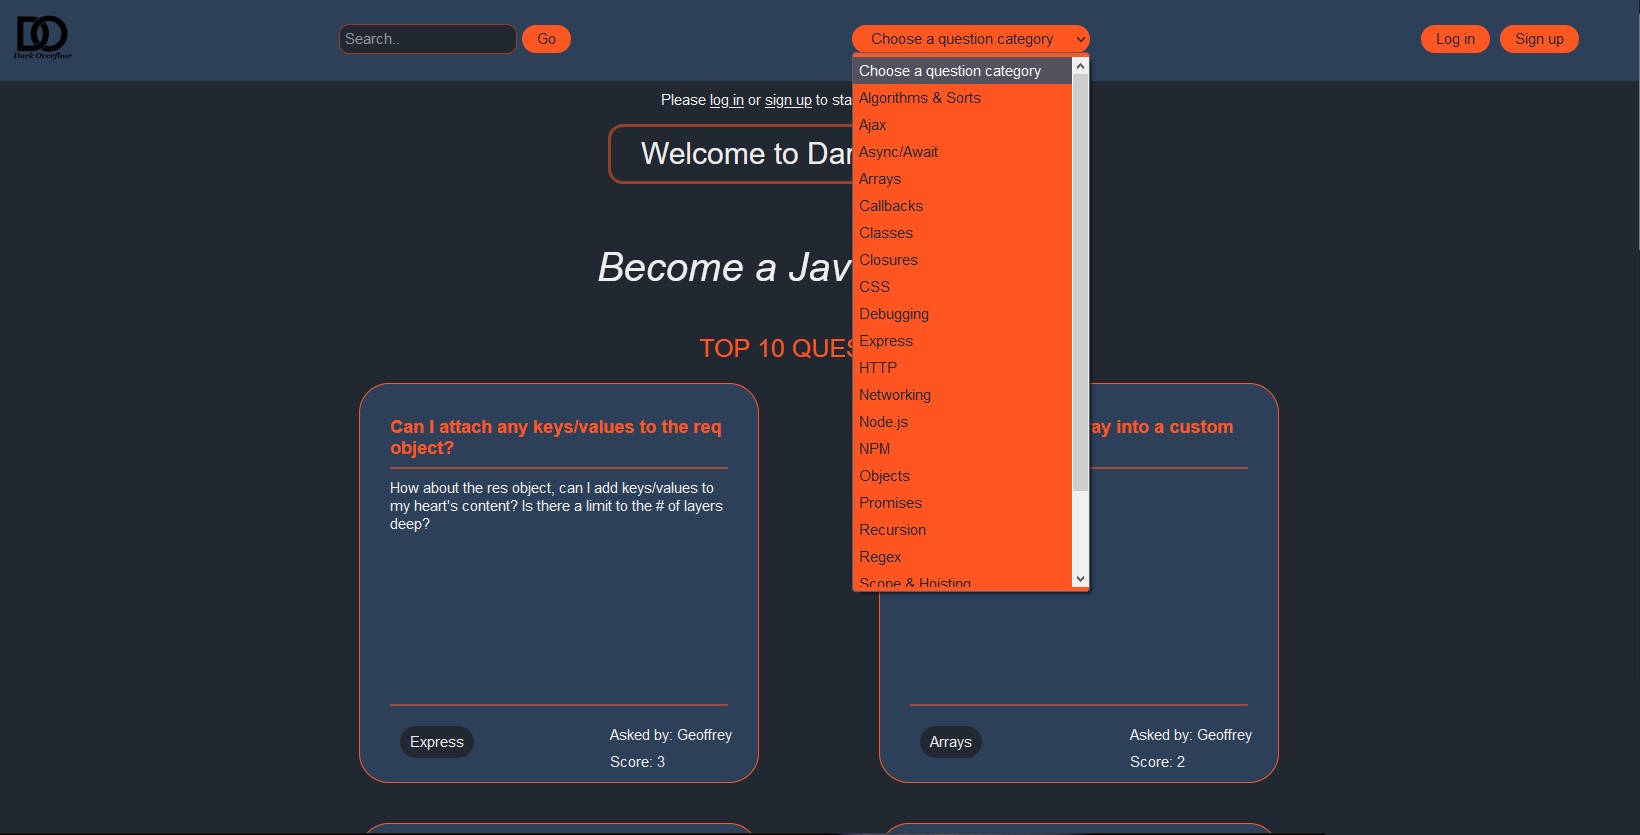 DO
Dark Overflow
Search..
Go
Choose a question category
Log in
Sign up
Choose a question category
Algorithms & Sorts
Ajax
Async/Await
Arrays
Callbacks
Classes
Closures
CSS
Debugging
Express
HTTP
Networking
Node.js
NPM
Objects
Promises
Recursion
Regex
Scope & Hoisting
Please log in or sign up to sta
Welcome to Dar
Become a Jav
TOP 10 QUES
Can I attach any keys/values to the req
object?
How about the res object, can I add keys/values to
my heart's content? Is there a limit to the # of layers
deep?
Express
Asked by: Geoffrey
Score: 3
ray into a custom
Arrays
Asked by: Geoffrey
Score: 2